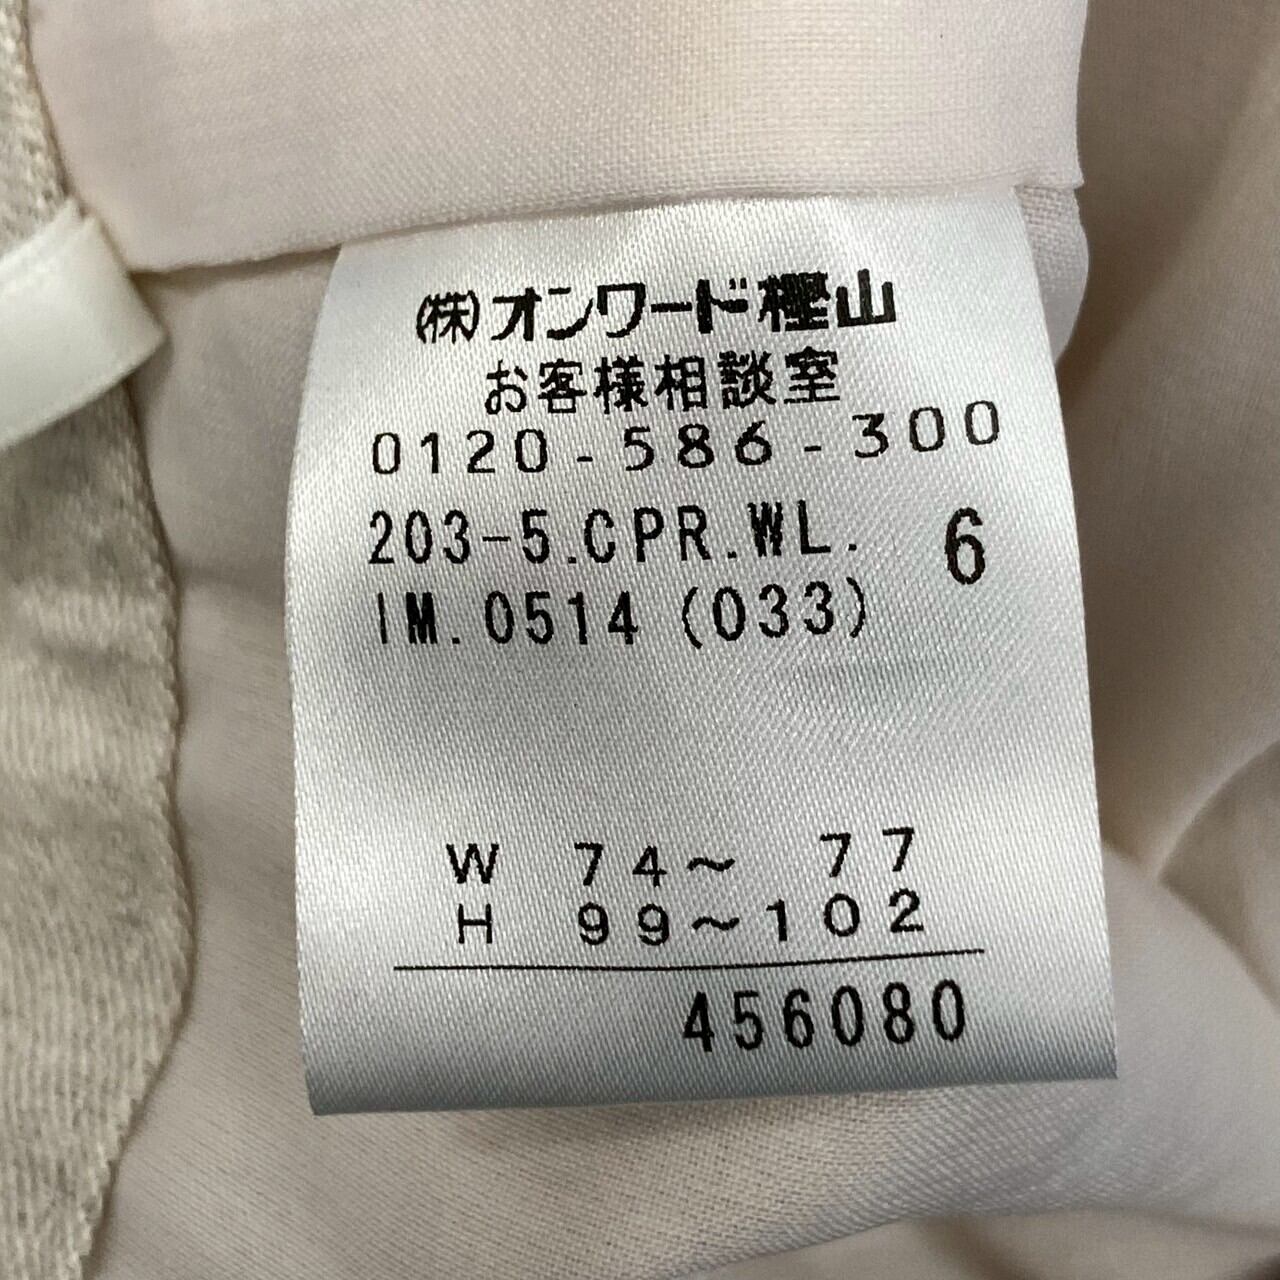 (株)オンワード樫山
お客様相談室
0120-586-300
203-5.CPR.WL. 6
IM.0514(033)
W 74～ 77
H 99～102
456080